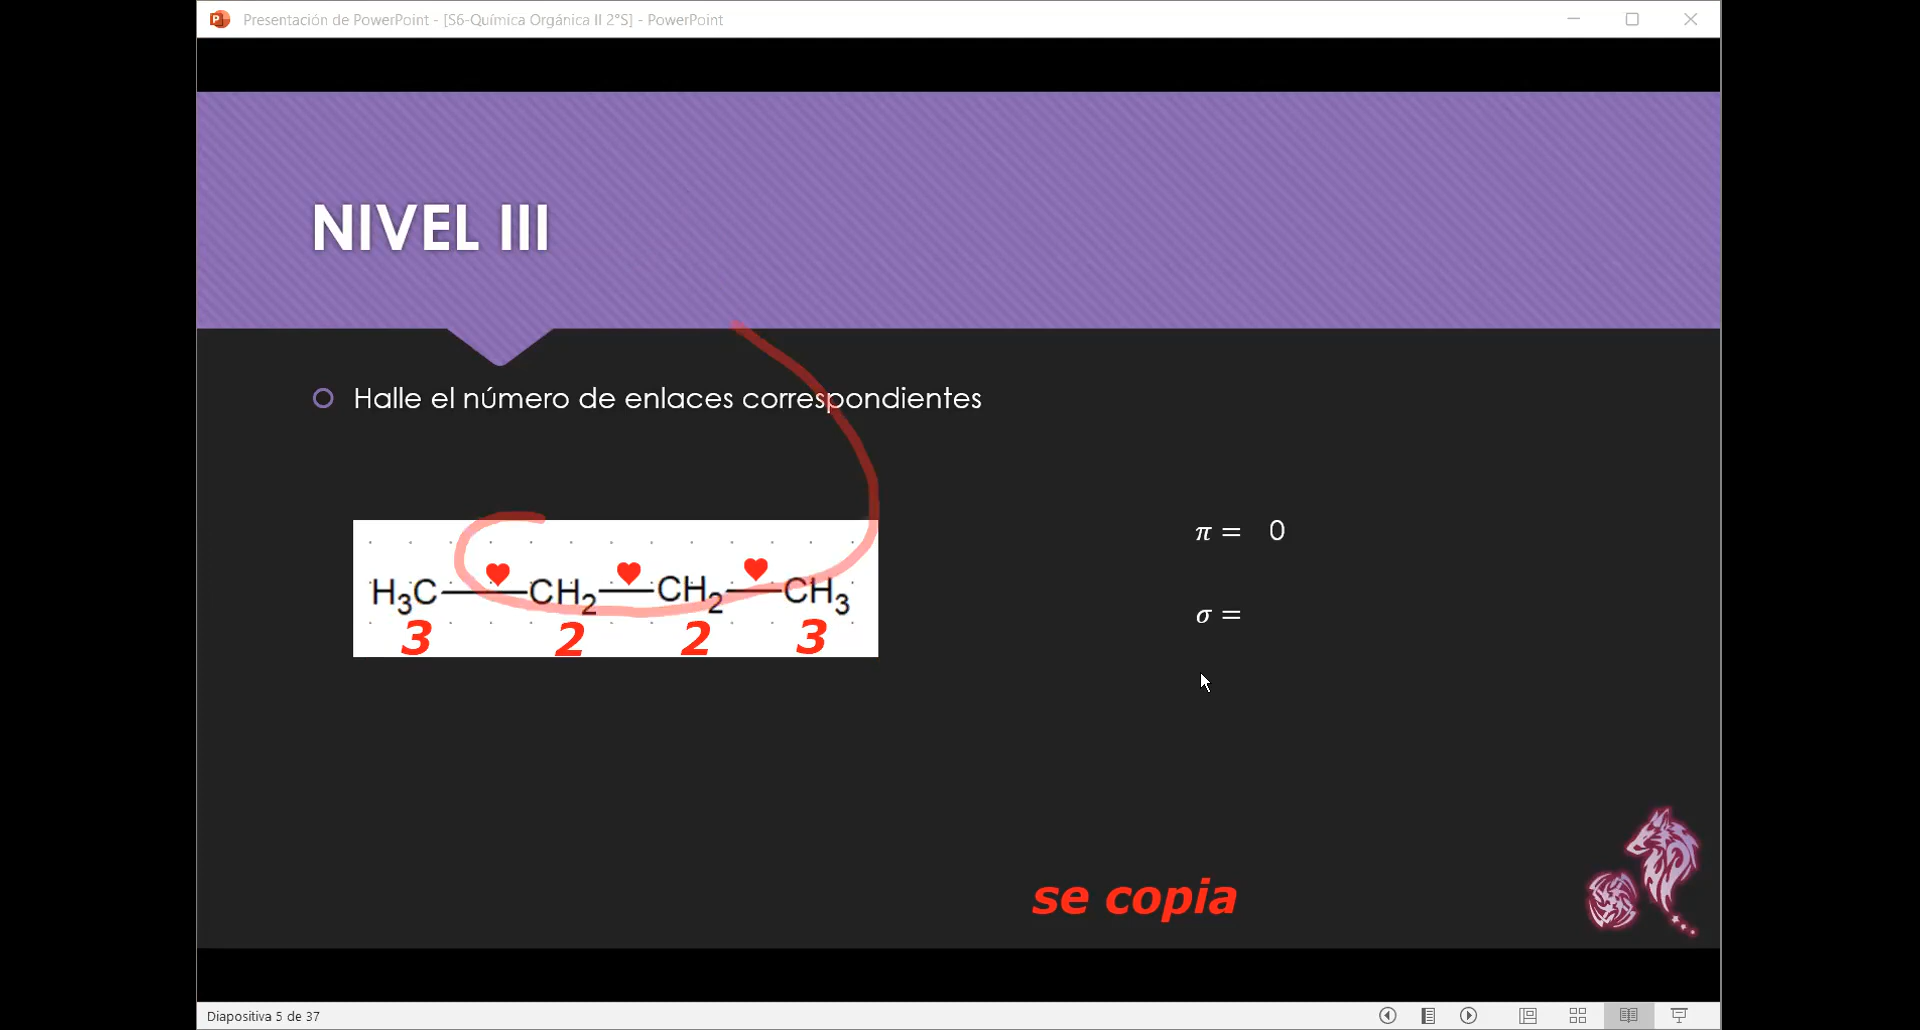 Presentación de PowerPoint - [S6-Química Orgánica II 2°S] - PowerPoint
NIVEL III
Halle el número de enlaces correspondientes
π = 0
H₃C—CH₂—CH₂—CH₃
σ =
3 2 2 3
se copia
Diapositiva 5 de 37